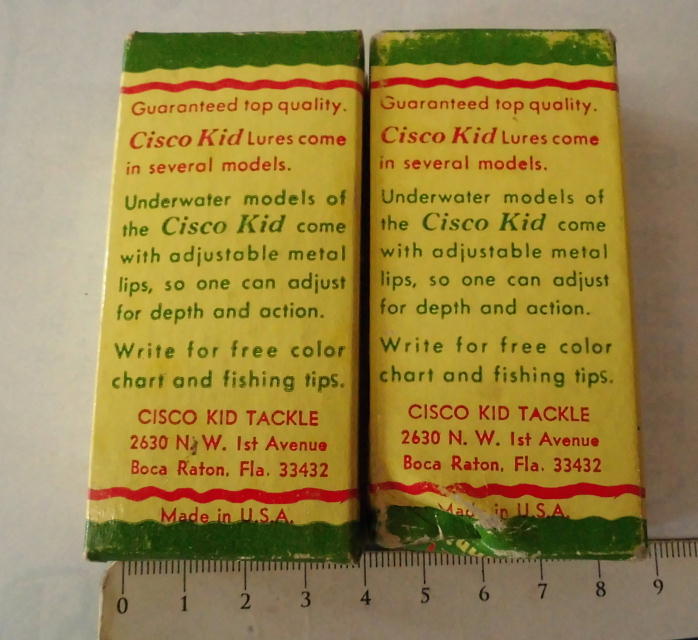 Guaranteed top quality.
Cisco Kid Lures come
in several models.
Underwater models of
the Cisco Kid come
with adjustable metal
lips, so one can adjust
for depth and action.
Write for free color
chart and fishing tips.
CISCO KID TACKLE
2630 N. W. 1st Avenue
Boca Raton, Fla. 33432
Made in U.S.A.
Guaranteed top quality.
Cisco Kid Lures come
in several models.
Underwater models of
the Cisco Kid come
with adjustable metal
lips, so one can adjust
for depth and action.
Write for free color
chart and fishing tips.
CISCO KID TACKLE
2630 N. W. 1st Avenue
Boca Raton, Fla. 33432
in U.S.A.
0 1 2 3 4 5 6 7 8 9